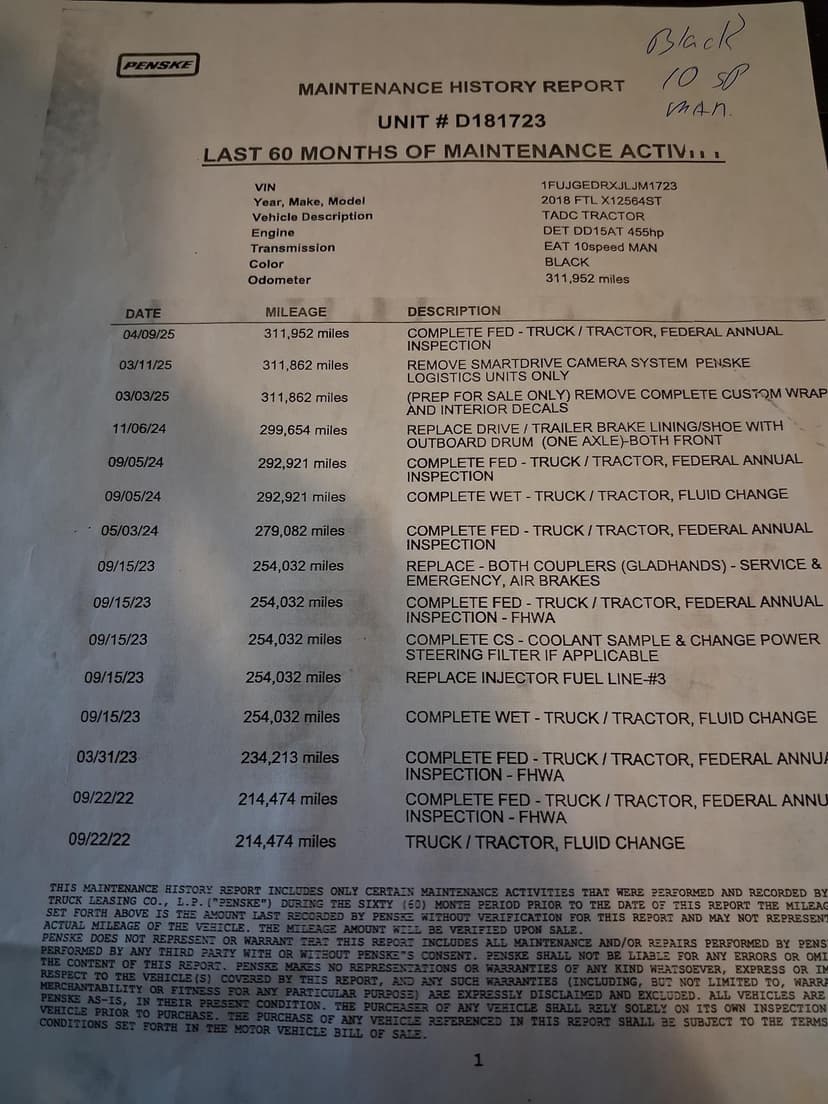 Black
10 SP
MAN.
PENSKE
MAINTENANCE HISTORY REPORT
UNIT # D181723
LAST 60 MONTHS OF MAINTENANCE
VIN 1FUJGEDRXJLJM1723
Year, Make, Model 2018 FTL X12564ST
Vehicle Description TADC TRACTOR
Engine DET DD15AT 455hp
Transmission EAT 10speed MAN
Color BLACK
Odometer 311,952 miles
DATE MILEAGE DESCRIPTION
04/09/25 311,952 miles COMPLETE FED - TRUCK / TRACTOR, FEDERAL ANNUAL
INSPECTION
03/11/25 311,862 miles REMOVE SMARTDRIVE CAMERA SYSTEM PENSKE
LOGISTICS UNITS ONLY
03/03/25 311,862 miles (PREP FOR SALE ONLY) REMOVE COMPLETE CUSTOM WRAP
AND INTERIOR DECALS
11/06/24 299,654 miles REPLACE DRIVE / TRAILER BRAKE LINING/SHOE WITH
OUTBOARD DRUM (ONE AXLE)-BOTH FRONT
09/05/24 292,921 miles COMPLETE FED - TRUCK / TRACTOR, FEDERAL ANNUAL
INSPECTION
09/05/24 292,921 miles COMPLETE WET - TRUCK / TRACTOR, FLUID CHANGE
05/03/24 279,082 miles COMPLETE FED - TRUCK / TRACTOR, FEDERAL ANNUAL
INSPECTION
09/15/23 254,032 miles REPLACE - BOTH COUPLERS (GLADHANDS) - SERVICE &
EMERGENCY, AIR BRAKES
09/15/23 254,032 miles COMPLETE FED - TRUCK / TRACTOR, FEDERAL ANNUAL
INSPECTION - FHWA
09/15/23 254,032 miles COMPLETE CS - COOLANT SAMPLE & CHANGE POWER
STEERING FILTER IF APPLICABLE
09/15/23 254,032 miles REPLACE INJECTOR FUEL LINE-#3
09/15/23 254,032 miles COMPLETE WET - TRUCK / TRACTOR, FLUID CHANGE
03/31/23 234,213 miles COMPLETE FED - TRUCK / TRACTOR, FEDERAL ANNUA
INSPECTION - FHWA
09/22/22 214,474 miles COMPLETE FED - TRUCK / TRACTOR, FEDERAL ANNU
INSPECTION - FHWA
09/22/22 214,474 miles TRUCK / TRACTOR, FLUID CHANGE
THIS MAINTENANCE HISTORY REPORT INCLUDES ONLY CERTAIN MAINTENANCE ACTIVITIES THAT WERE PERFORMED AND RECORDED BY
TRUCK LEASING CO., L.P. ("PENSKE") DURING THE SIXTY (60) MONTH PERIOD PRIOR TO THE DATE OF THIS REPORT THE MILEAG
SET FORTH ABOVE IS THE AMOUNT LAST RECORDED BY PENSKE WITHOUT VERIFICATION FOR THIS REPORT AND MAY NOT REPRESENT
ACTUAL MILEAGE OF THE VEHICLE. THE MILEAGE AMOUNT WILL BE VERIFIED UPON SALE.
PENSKE DOES NOT REPRESENT OR WARRANT THAT THIS REPORT INCLUDES ALL MAINTENANCE AND/OR REPAIRS PERFORMED BY PENS
PERFORMED BY ANY THIRD PARTY WITH OR WITHOUT PENSKE"S CONSENT. PENSKE SHALL NOT BE LIABLE FOR ANY ERRORS OR OMI
THE CONTENT OF THIS REPORT. PENSKE MAKES NO REPRESENTATIONS OR WARRANTIES OF ANY KIND WHATSOEVER, EXPRESS OR IM
RESPECT TO THE VEHICLE(S) COVERED BY THIS REPORT, AND ANY SUCH WARRANTIES (INCLUDING, BUT NOT LIMITED TO, WARRA
MERCHANTABILITY OR FITNESS FOR ANY PARTICULAR PURPOSE) ARE EXPRESSLY DISCLAIMED AND EXCLUDED. ALL VEHICLES ARE
PENSKE AS-IS, IN THEIR PRESENT CONDITION. THE PURCHASER OF ANY VEHICLE SHALL RELY SOLELY ON ITS OWN INSPECTION
VEHICLE PRIOR TO PURCHASE. THE PURCHASE OF ANY VEHICLE REFERENCED IN THIS REPORT SHALL BE SUBJECT TO THE TERMS
CONDITIONS SET FORTH IN THE MOTOR VEHICLE BILL OF SALE.
1